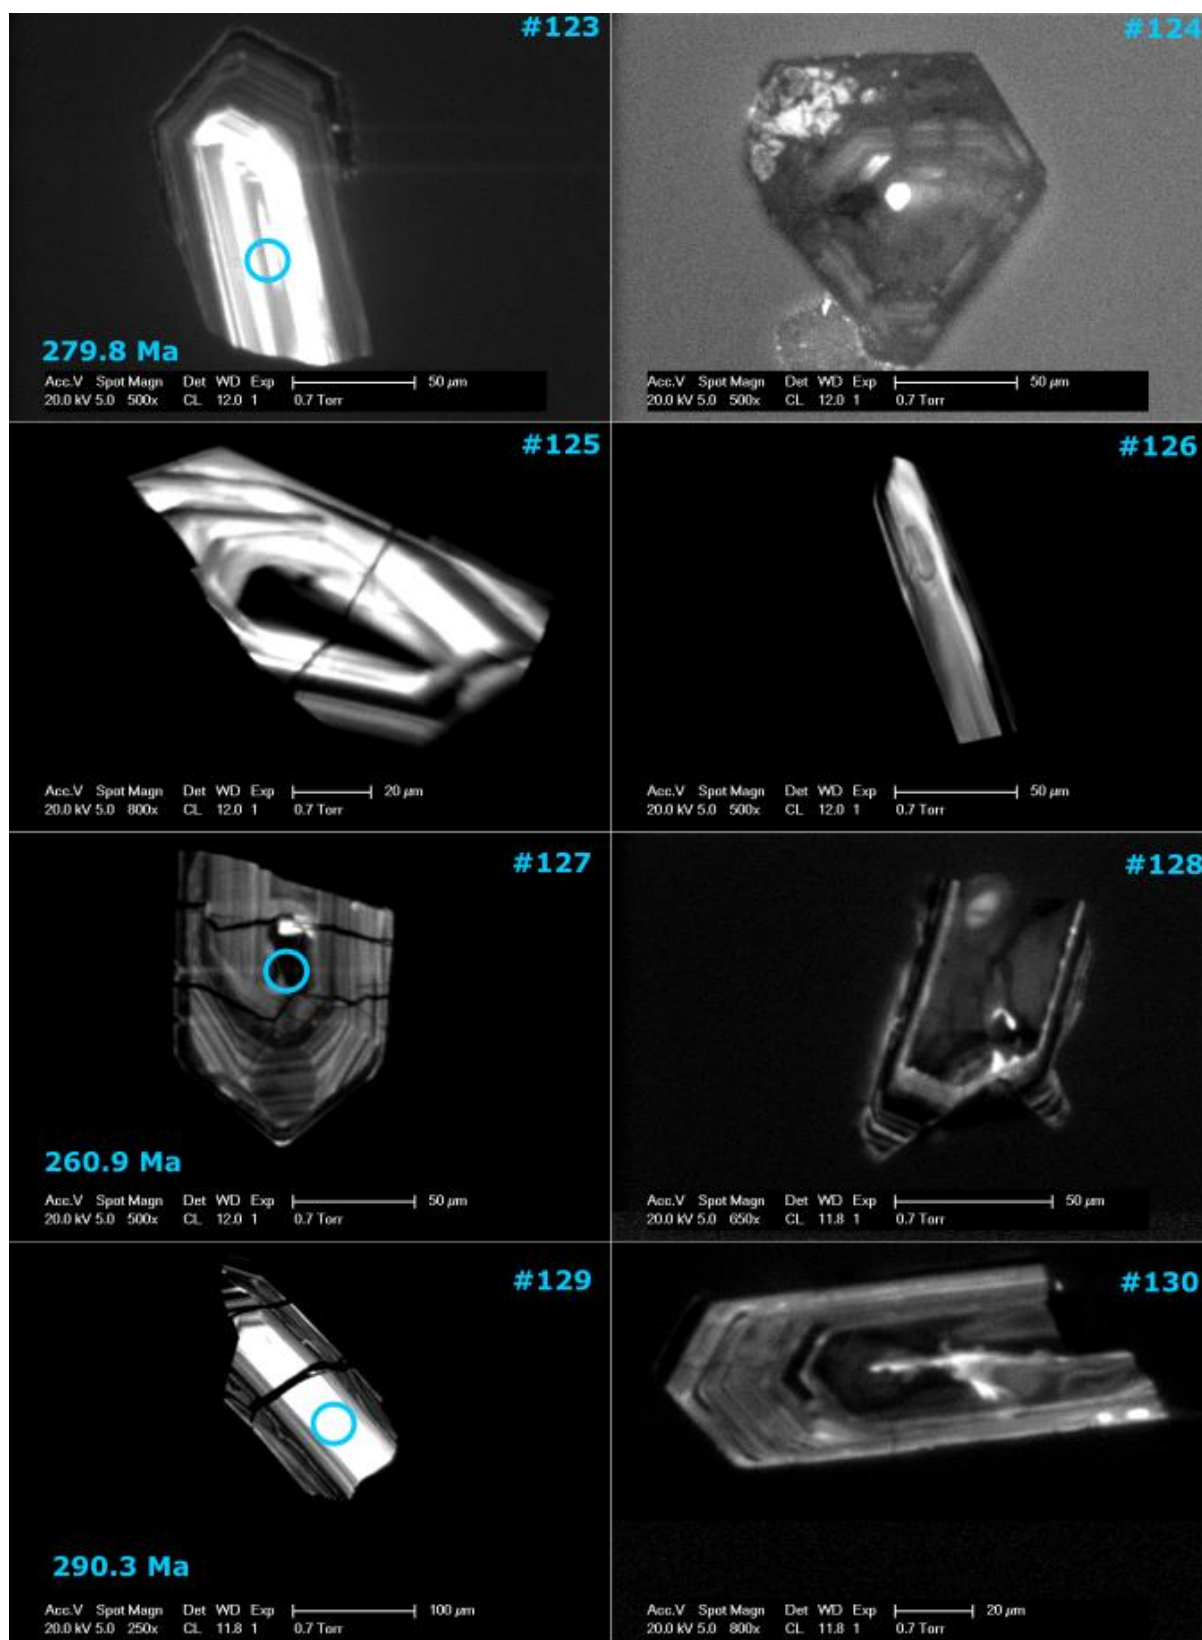 #123
279.8 Ma
Acc.V Spot Magn Det WD Exp 50 µm
20.0 kV 5.0 500x CL 12.0 1 0.7 Torr
#124
Acc.V Spot Magn Det WD Exp 50 µm
20.0 kV 5.0 500x CL 12.0 1 0.7 Torr
#125
Acc.V Spot Magn Det WD Exp 20 µm
20.0 kV 5.0 800x CL 12.0 1 0.7 Torr
#126
Acc.V Spot Magn Det WD Exp 50 µm
20.0 kV 5.0 500x CL 12.0 1 0.7 Torr
#127
260.9 Ma
Acc.V Spot Magn Det WD Exp 50 µm
20.0 kV 5.0 500x CL 12.0 1 0.7 Torr
#128
Acc.V Spot Magn Det WD Exp 50 µm
20.0 kV 5.0 650x CL 11.8 1 0.7 Torr
#129
290.3 Ma
Acc.V Spot Magn Det WD Exp 100 µm
20.0 kV 5.0 250x CL 11.8 1 0.7 Torr
#130
Acc.V Spot Magn Det WD Exp 20 µm
20.0 kV 5.0 800x CL 11.8 1 0.7 Torr